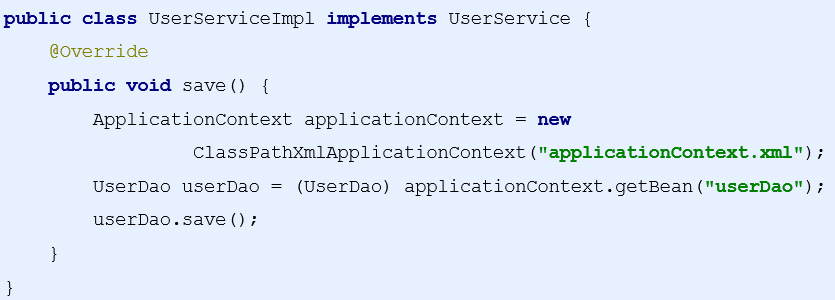 public class UserServiceImpl implements UserService {
    @Override
    public void save() {
        ApplicationContext applicationContext = new
                 ClassPathXmlApplicationContext("applicationContext.xml");
        UserDao userDao = (UserDao) applicationContext.getBean("userDao");
        userDao.save();
    }
}